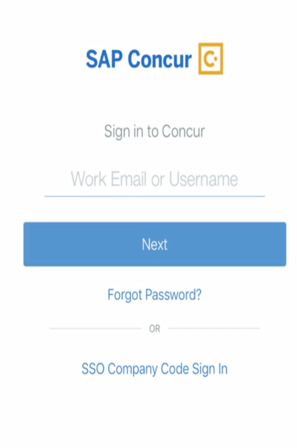 SAP Concur C
Sign in to Concur
Work Email or Username
Next
Forgot Password?
OR
SSO Company Code Sign In